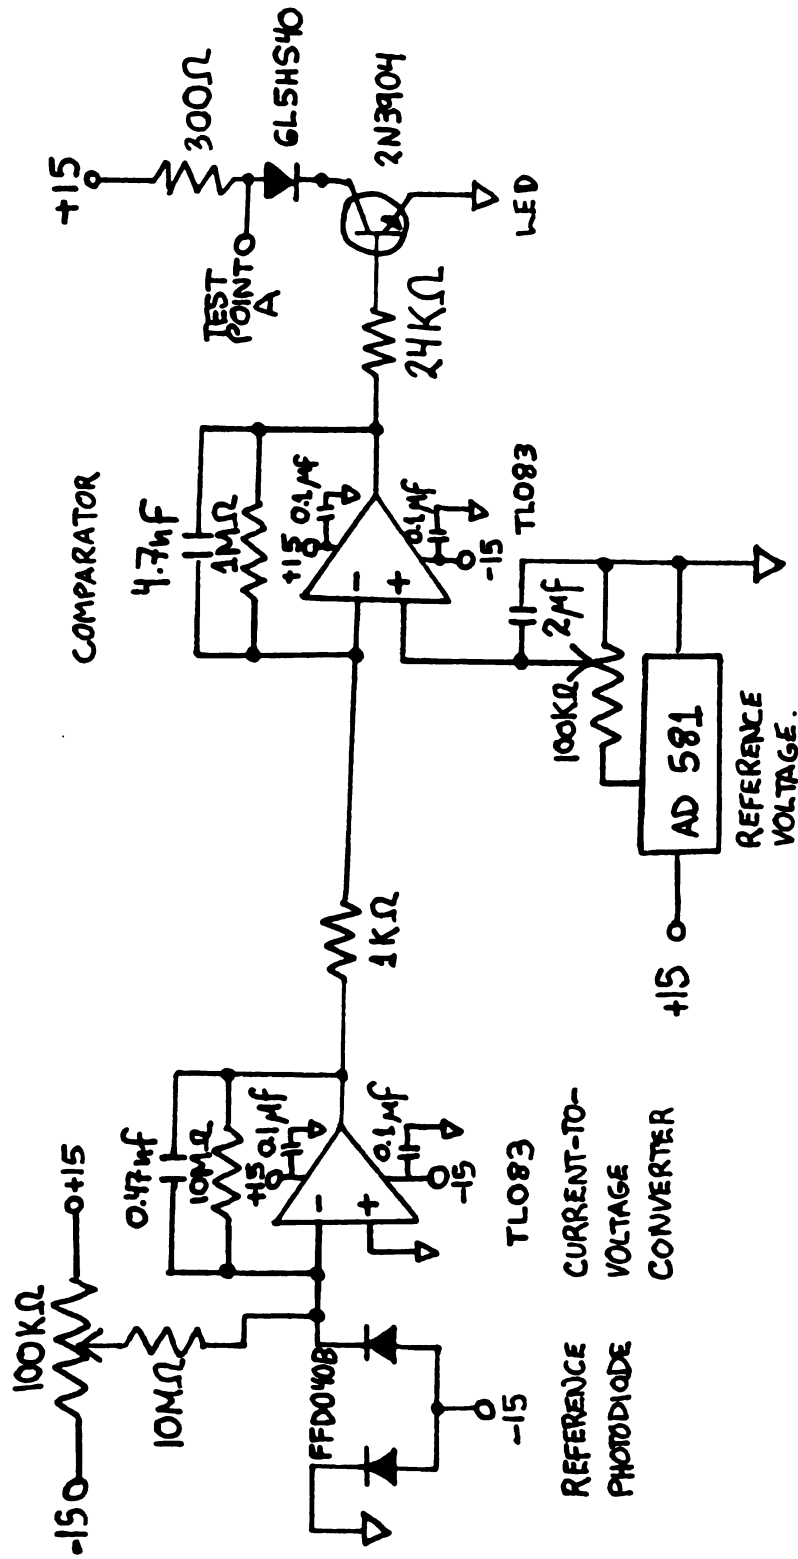 -15
100KΩ
+15
10MΩ
0.47nF
10MΩ
+15
0.1μf
-
+
0.1μf
-15
FFD040B
-15
TL083
REFERENCE
PHOTODIODE
CURRENT-TO-
VOLTAGE
CONVERTER
1KΩ
COMPARATOR
4.7nF
1MΩ
+15
0.1μf
-
+
0.1μf
-15
TL083
100KΩ
2μf
AD 581
+15
REFERENCE
VOLTAGE.
24KΩ
TEST
POINT
A
+15
300Ω
GL5HS40
2N3904
LED